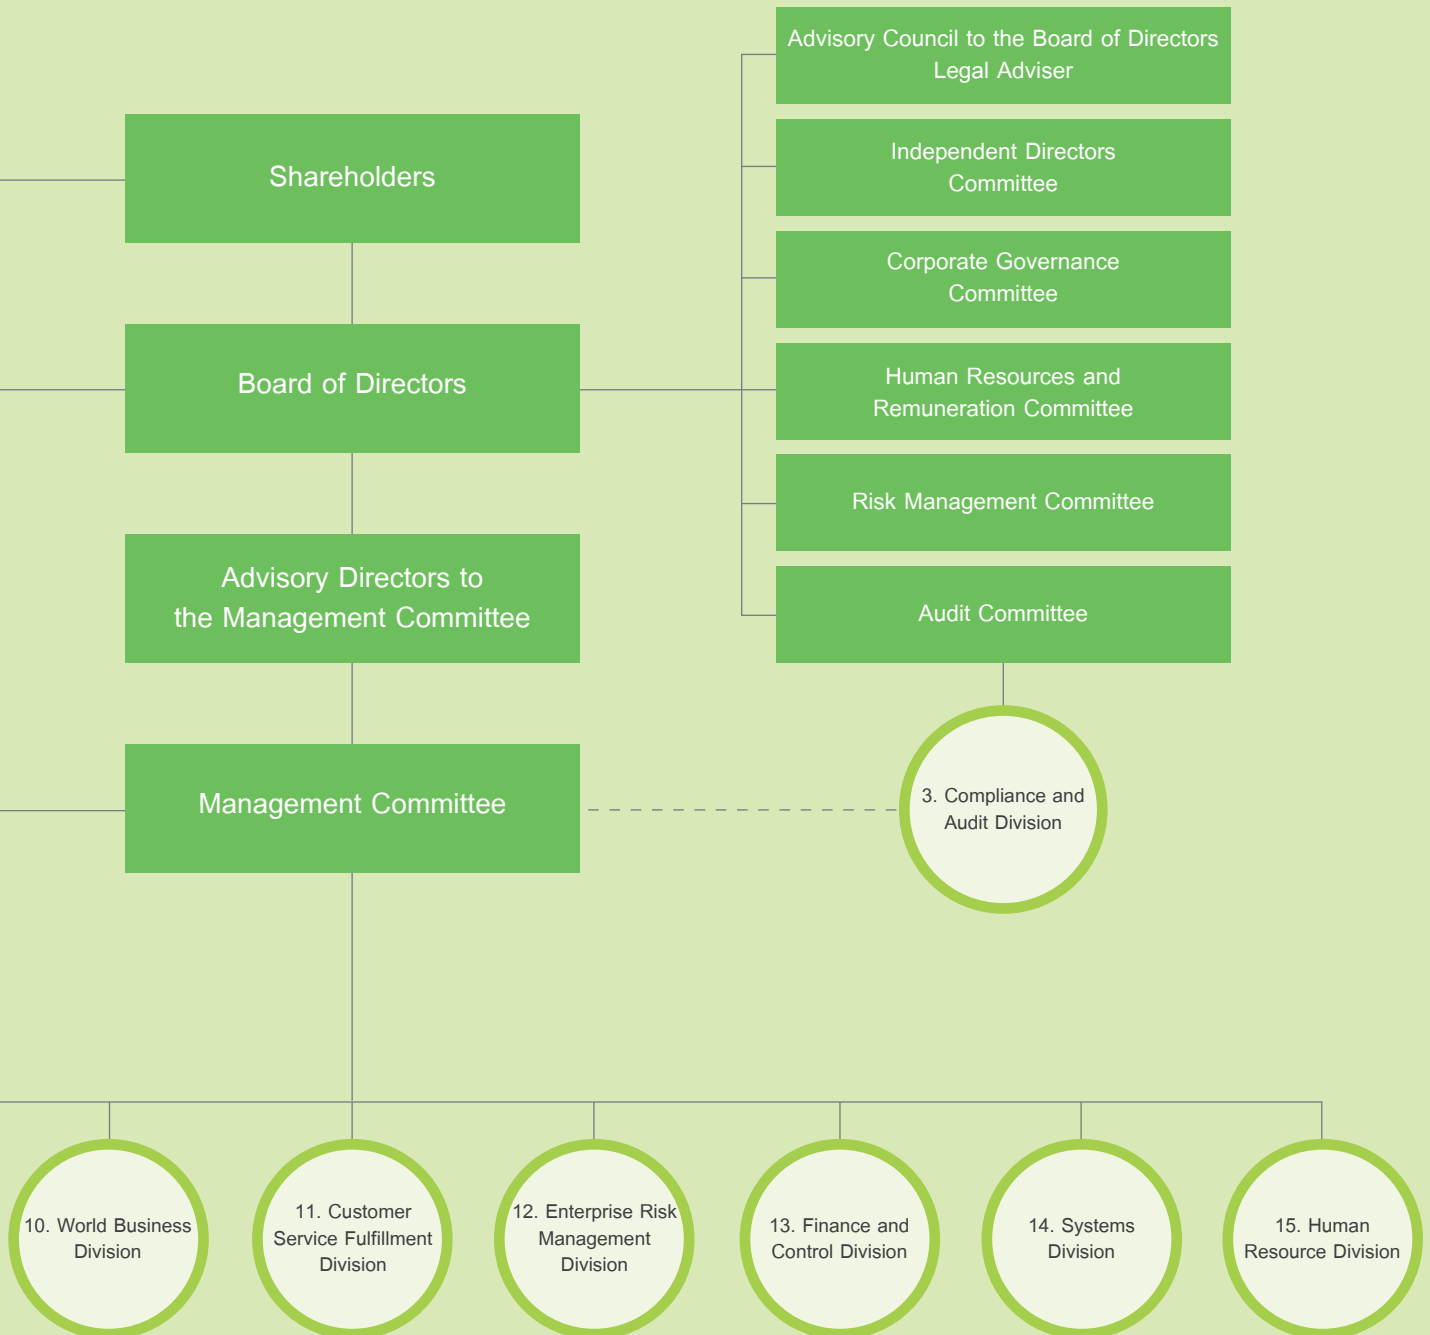 Advisory Council to the Board of Directors
Legal Adviser
Independent Directors
Committee
Shareholders
Corporate Governance
Committee
Board of Directors
Human Resources and
Remuneration Committee
Risk Management Committee
Advisory Directors to
the Management Committee
Audit Committee
Management Committee
3. Compliance and
Audit Division
10. World Business
Division
11. Customer
Service Fulfillment
Division
12. Enterprise Risk
Management
Division
13. Finance and
Control Division
14. Systems
Division
15. Human
Resource Division